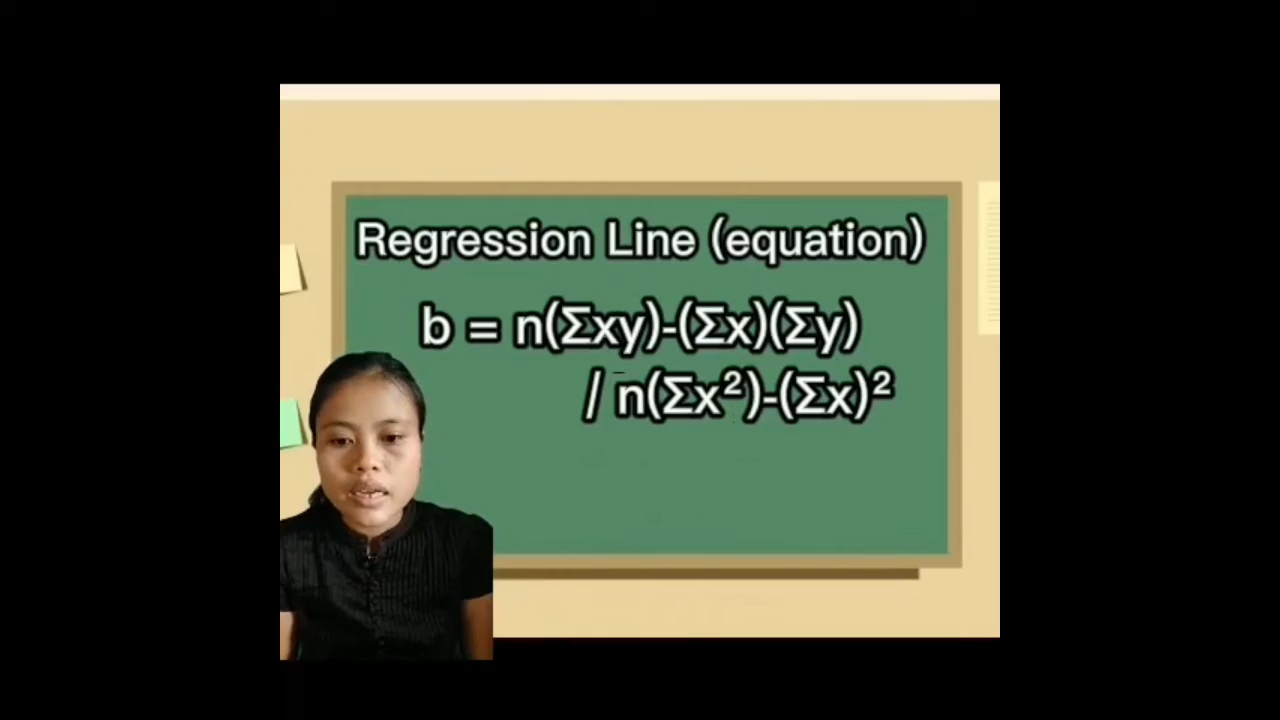 Regression Line (equation)
b = n(Σxy)-(Σx)(Σy)
/ n(Σx²)-(Σx)²